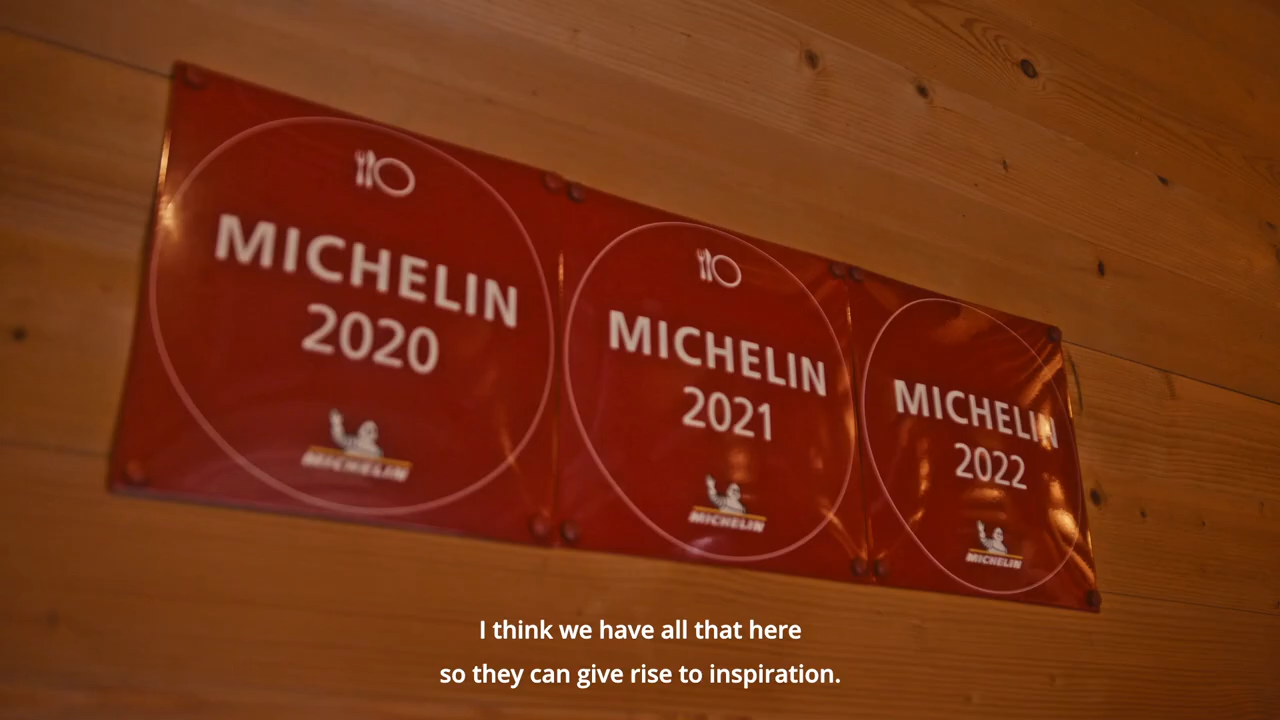 MICHELIN
2020
MICHELIN
MICHELIN
2021
MICHELIN
MICHELIN
2022
MICHELIN
I think we have all that here
so they can give rise to inspiration.